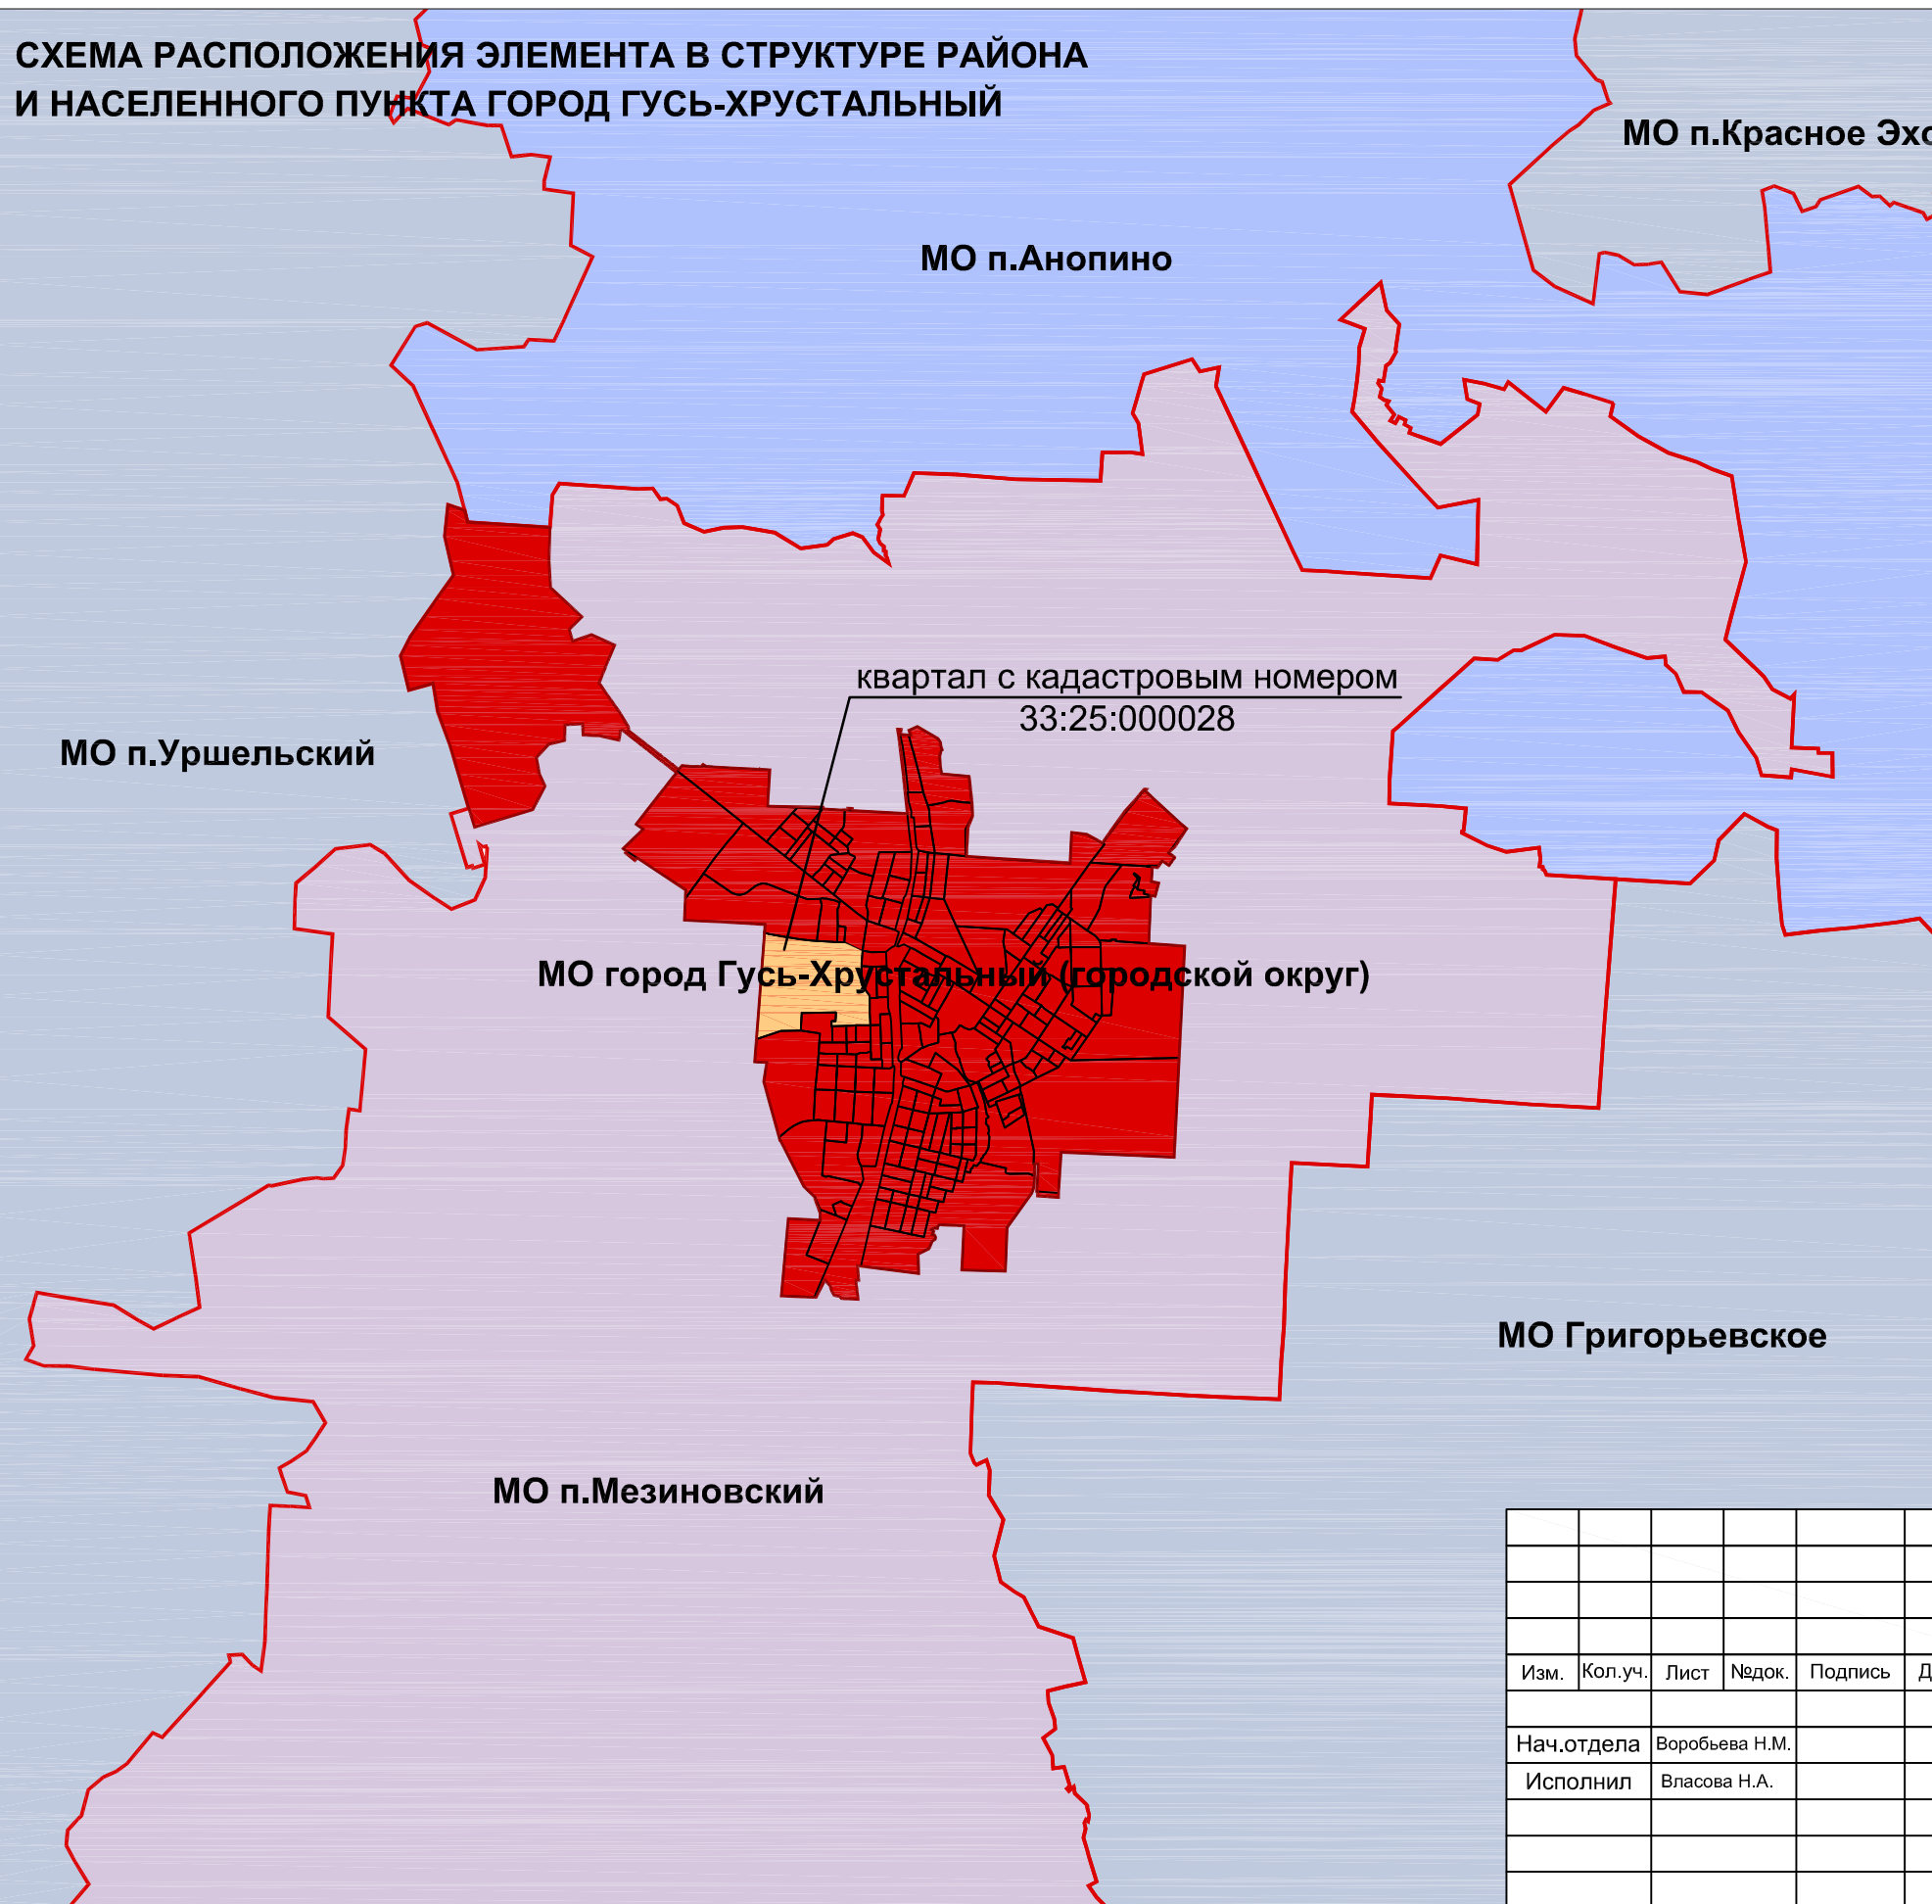 СХЕМА РАСПОЛОЖЕНИЯ ЭЛЕМЕНТА В СТРУКТУРЕ РАЙОНА
И НАСЕЛЕННОГО ПУНКТА ГОРОД ГУСЬ-ХРУСТАЛЬНЫЙ
МО п.Красное Эхо
МО п.Анопино
квартал с кадастровым номером
33:25:000028
МО п.Уршельский
МО город Гусь-Хрустальный (городской округ)
МО Григорьевское
МО п.Мезиновский
Изм. Кол.уч. Лист №док. Подпись
Нач.отдела Воробьева Н.М.
Исполнил Власова Н.А.